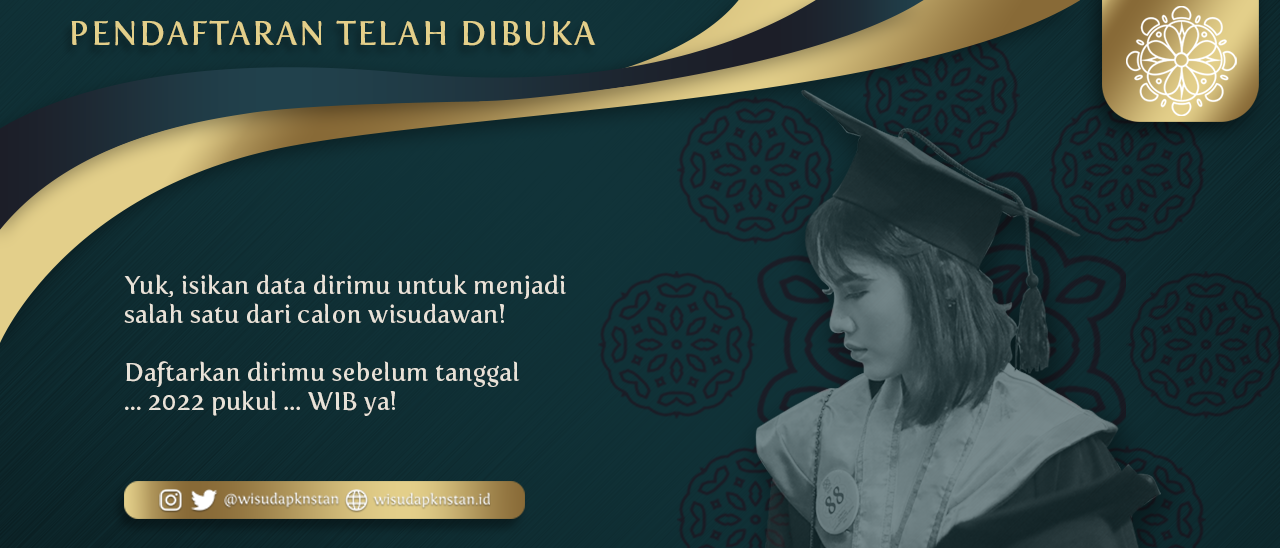 PENDAFTARAN TELAH DIBUKA
Yuk, isikan data dirimu untuk menjadi
salah satu dari calon wisudawan!
Daftarkan dirimu sebelum tanggal
... 2022 pukul ... WIB ya!
@wisudapknstan wisudapknstan.id
88